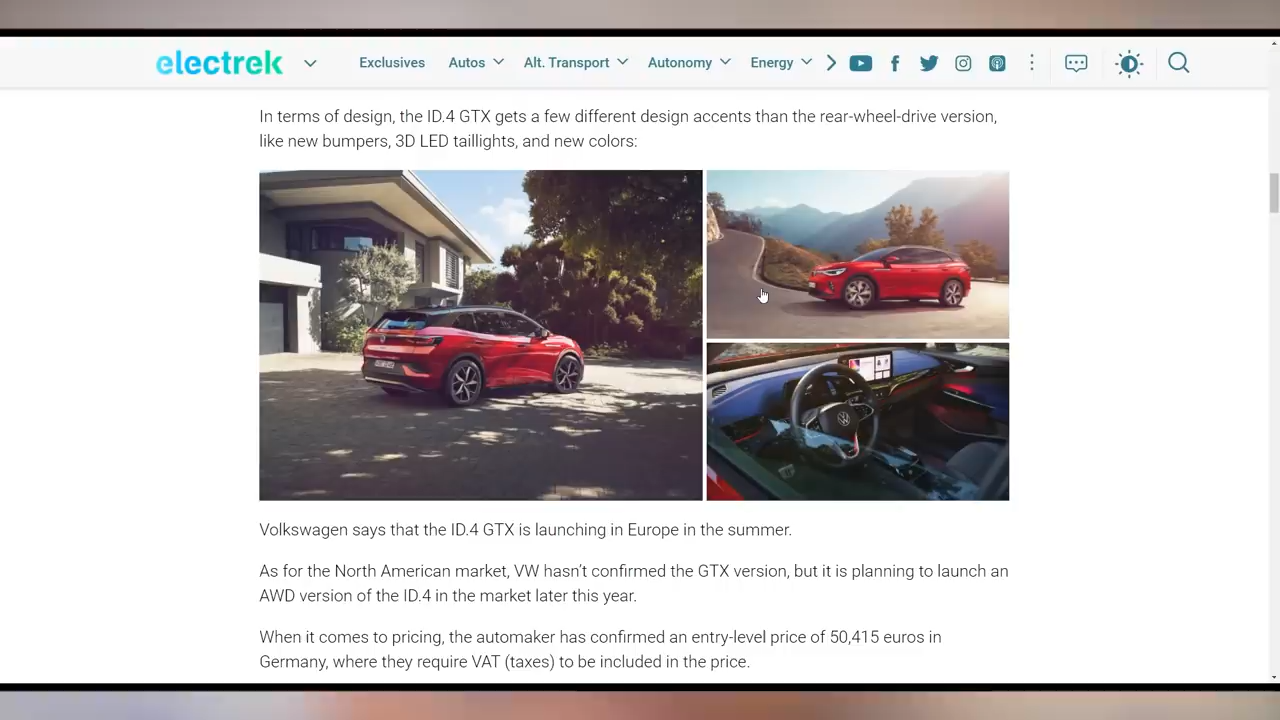 electrek
Exclusives Autos Alt. Transport Autonomy Energy
In terms of design, the ID.4 GTX gets a few different design accents than the rear-wheel-drive version,
like new bumpers, 3D LED taillights, and new colors:
Volkswagen says that the ID.4 GTX is launching in Europe in the summer.
As for the North American market, VW hasn’t confirmed the GTX version, but it is planning to launch an
AWD version of the ID.4 in the market later this year.
When it comes to pricing, the automaker has confirmed an entry-level price of 50,415 euros in
Germany, where they require VAT (taxes) to be included in the price.